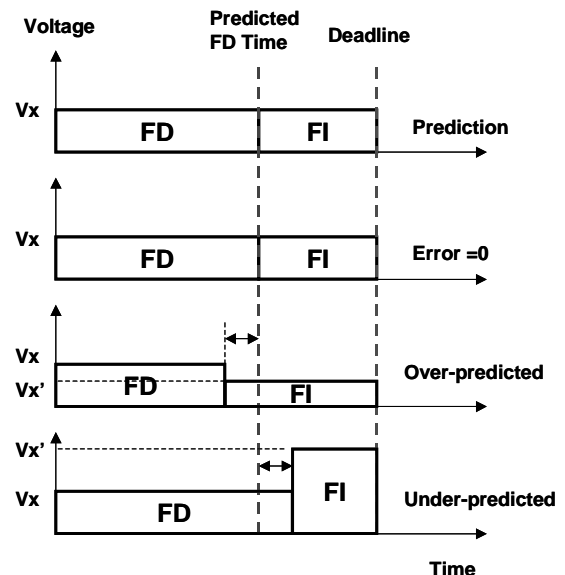 Voltage
Predicted
FD Time
Deadline
Vx
FD
FI
Prediction
Vx
FD
FI
Error =0
Vx
Vx’
FD
FI
Over-predicted
Vx’
Vx
FD
FI
Under-predicted
Time